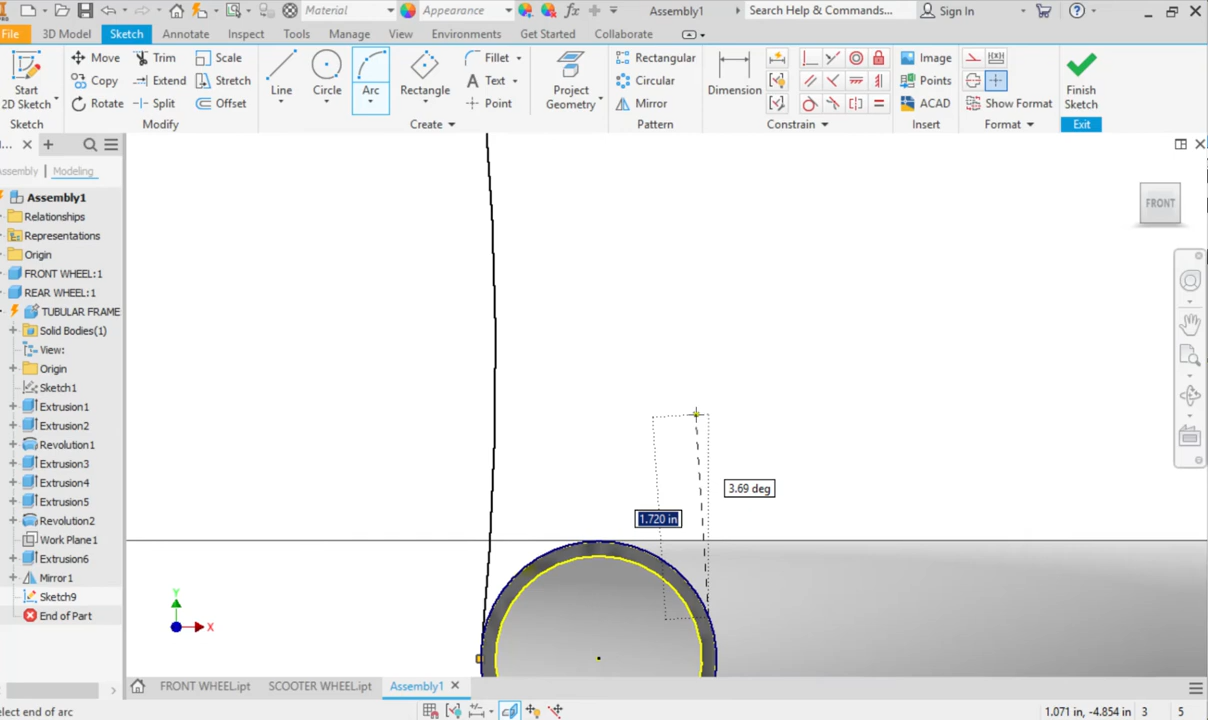 PRO
Material
Appearance
fx
Assembly1
Search Help & Commands...
Sign In
File
3D Model
Sketch
Annotate
Inspect
Tools
Manage
View
Environments
Get Started
Collaborate
Start
2D Sketch
Move
Copy
Rotate
Trim
Extend
Split
Scale
Stretch
Offset
Line
Circle
Arc
Rectangle
Fillet
Text
Point
Project
Geometry
Rectangular
Circular
Mirror
Dimension
Image
Points
ACAD
Show Format
Finish
Sketch
Sketch
Modify
Create
Pattern
Constrain
Insert
Format
Exit
ssembly
Modeling
Assembly1
Relationships
Representations
Origin
FRONT WHEEL:1
REAR WHEEL:1
TUBULAR FRAME
Solid Bodies(1)
View:
Origin
Sketch1
Extrusion1
Extrusion2
Revolution1
Extrusion3
Extrusion4
Extrusion5
Revolution2
Work Plane1
Extrusion6
Mirror1
Sketch9
End of Part
FRONT
3.69 deg
1.720 in
Y
X
FRONT WHEEL.ipt
SCOOTER WHEEL.ipt
Assembly1
elect end of arc
1.071 in, -4.854 in
3
5